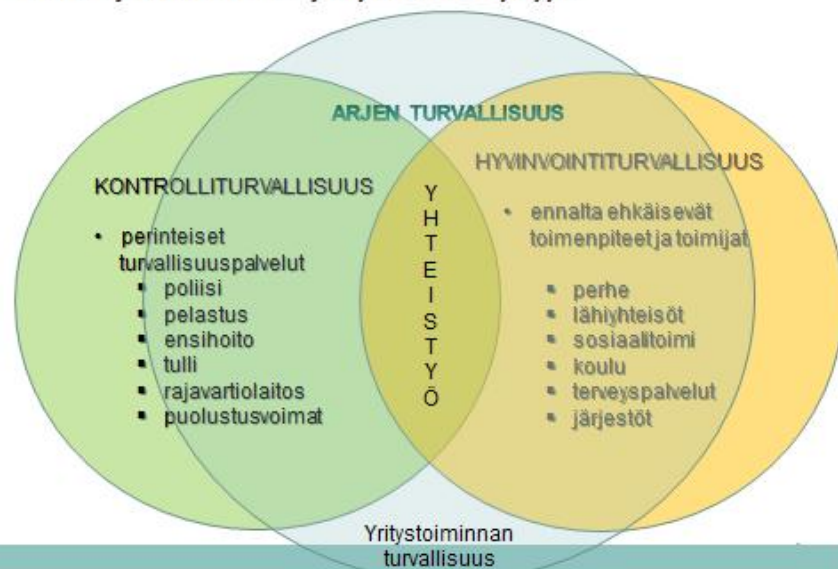 ARJEN TURVALLISUUS
KONTROLLITURVALLISUUS
• perinteiset
turvallisuuspalvelut
▪ poliisi
▪ pelastus
▪ ensihoito
▪ tulli
▪ rajavartiolaitos
▪ puolustusvoimat
Y
H
T
E
I
S
T
Y
Ö
HYVINVOINTITURVALLISUUS
• ennalta ehkäisevät
toimenpiteet ja toimijat
▪ perhe
▪ lähiyhteisöt
▪ sosiaalitoimi
▪ koulu
▪ terveyspalvelut
▪ järjestöt
Yritystoiminnan
turvallisuus